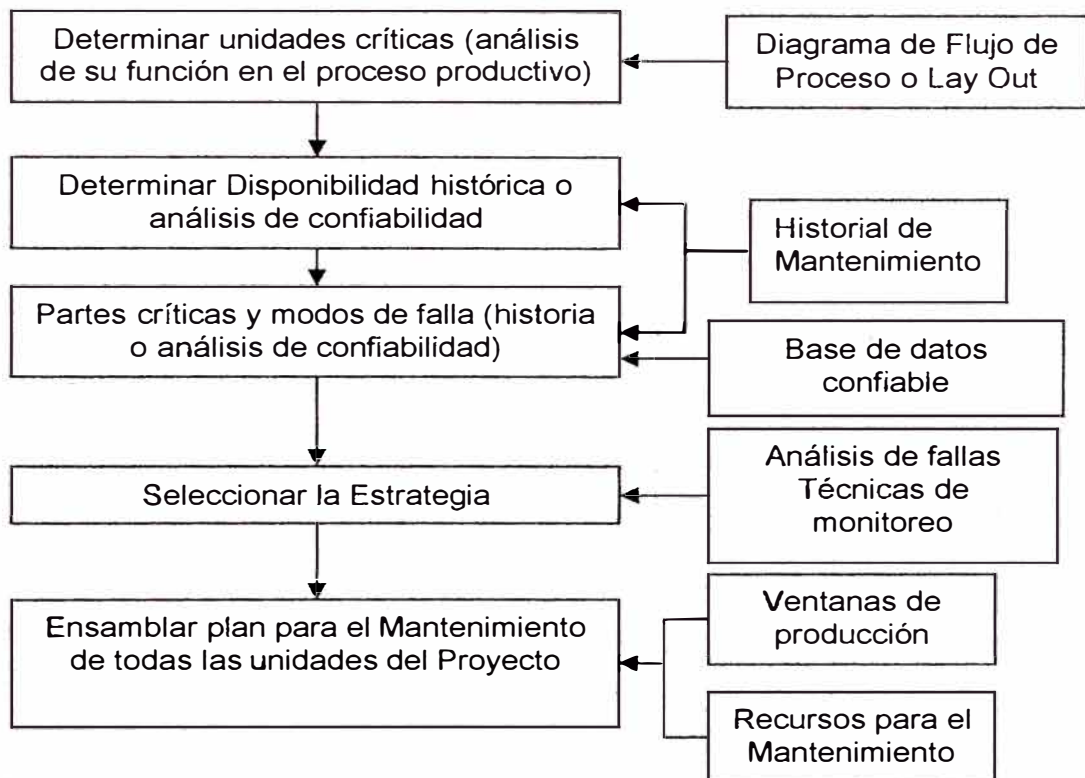 Determinar unidades críticas (análisis
de su función en el proceso productivo)
Diagrama de Flujo de
Proceso o Lay Out
Determinar Disponibilidad histórica o
análisis de confiabilidad
Historial de
Mantenimiento
Partes críticas y modos de falla (historia
o análisis de confiabilidad)
Base de datos
confiable
Seleccionar la Estrategia
Análisis de fallas
Técnicas de
monitoreo
Ensamblar plan para el Mantenimiento
de todas las unidades del Proyecto
Ventanas de
producción
Recursos para el
Mantenimiento